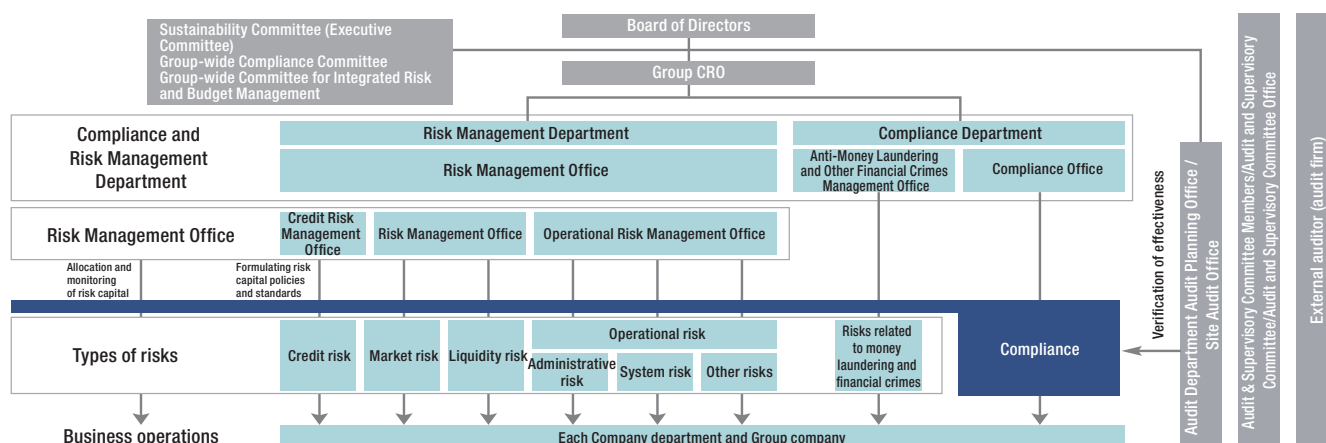 Sustainability Committee (Executive
Committee)
Group-wide Compliance Committee
Group-wide Committee for Integrated Risk
and Budget Management
Board of Directors
Group CRO
Compliance and
Risk Management
Department
Risk Management Department
Compliance Department
Risk Management Office
Anti-Money Laundering
and Other Financial Crimes
Management Office
Compliance Office
Risk Management Office
Credit Risk
Management
Office
Risk Management Office
Operational Risk Management Office
Allocation and
monitoring
of risk capital
Formulating risk
capital policies
and standards
Types of risks
Credit risk
Market risk
Liquidity risk
Operational risk
Administrative
risk
System risk
Other risks
Risks related
to money
laundering and
financial crimes
Compliance
Business operations
Each Company department and Group company
Verification of effectiveness
Audit Department Audit Planning Office /
Site Audit Office
Audit & Supervisory Committee Members/Audit and Supervisory
Committee/Audit and Supervisory Committee Office
External auditor (audit firm)